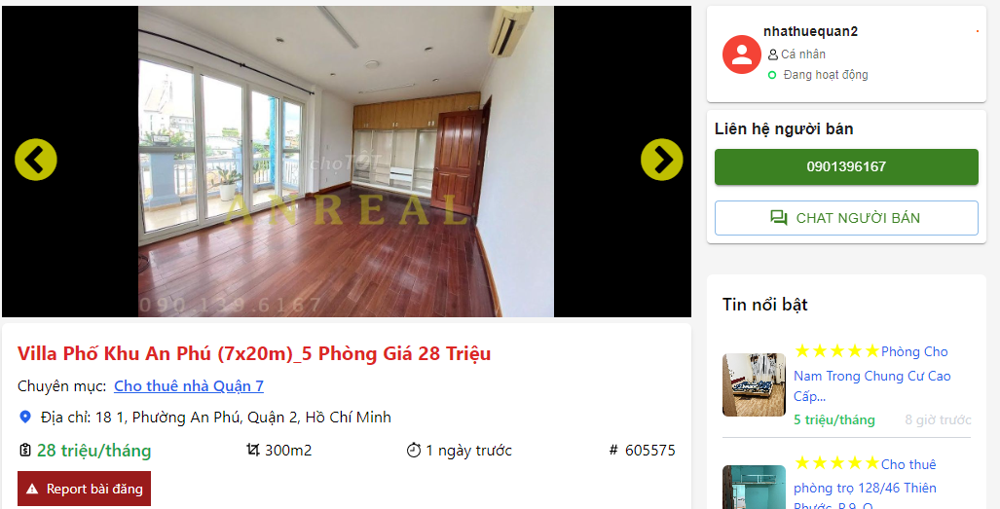 chợTỐT
ANREAL
090.139.6167
Villa Phố Khu An Phú (7x20m)_5 Phòng Giá 28 Triệu
Chuyên mục: Cho thuê nhà Quận 7
Địa chỉ: 18 1, Phường An Phú, Quận 2, Hồ Chí Minh
28 triệu/tháng 300m2 1 ngày trước # 605575
Report bài đăng
nhathuequan2
Cá nhân
Đang hoạt động
Liên hệ người bán
0901396167
CHAT NGƯỜI BÁN
Tin nổi bật
★★★★★Phòng Cho
Nam Trong Chung Cư Cao
Cấp...
5 triệu/tháng 8 giờ trước
★★★★★Cho thuê
phòng trọ 128/46 Thiên
Phước, P.9, Q